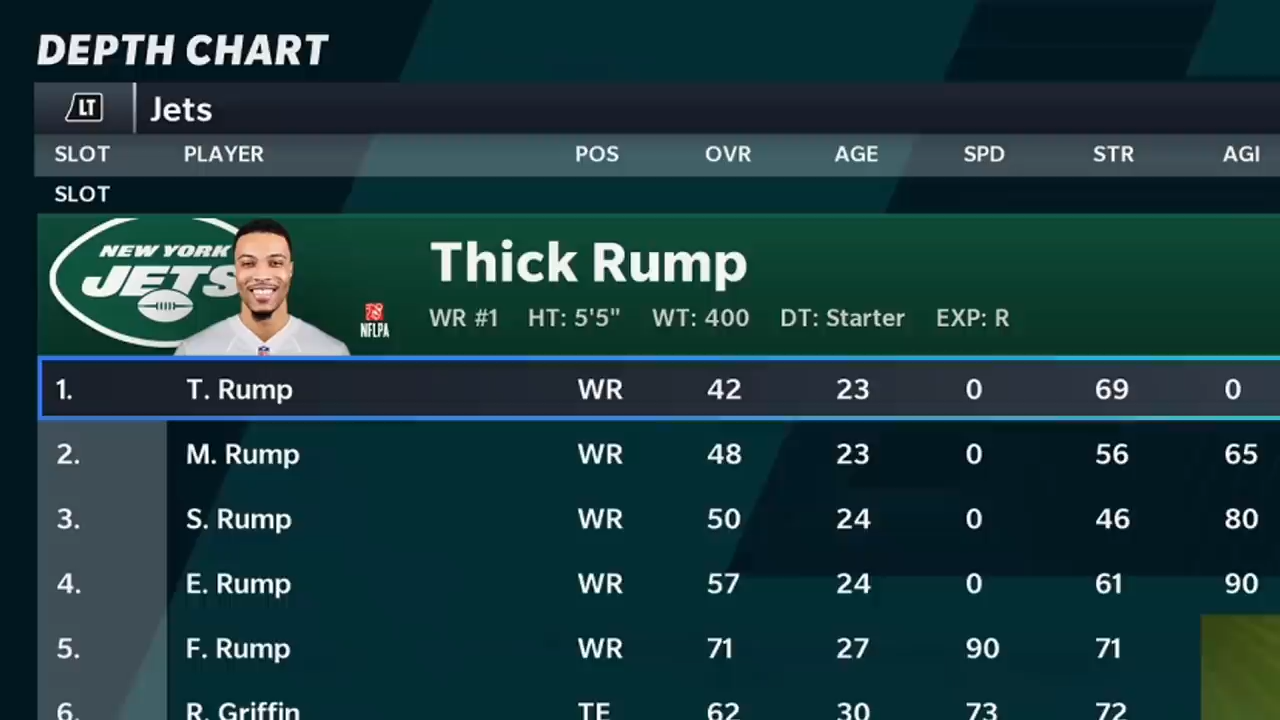 DEPTH CHART
LT Jets
SLOT PLAYER POS OVR AGE SPD STR AGI
SLOT
NEW YORK
JETS
Thick Rump
WR #1 HT: 5'5" WT: 400 DT: Starter EXP: R
NFLPA
1. T. Rump WR 42 23 0 69 0
2. M. Rump WR 48 23 0 56 65
3. S. Rump WR 50 24 0 46 80
4. E. Rump WR 57 24 0 61 90
5. F. Rump WR 71 27 90 71
6. R. Griffin TE 62 30 73 72